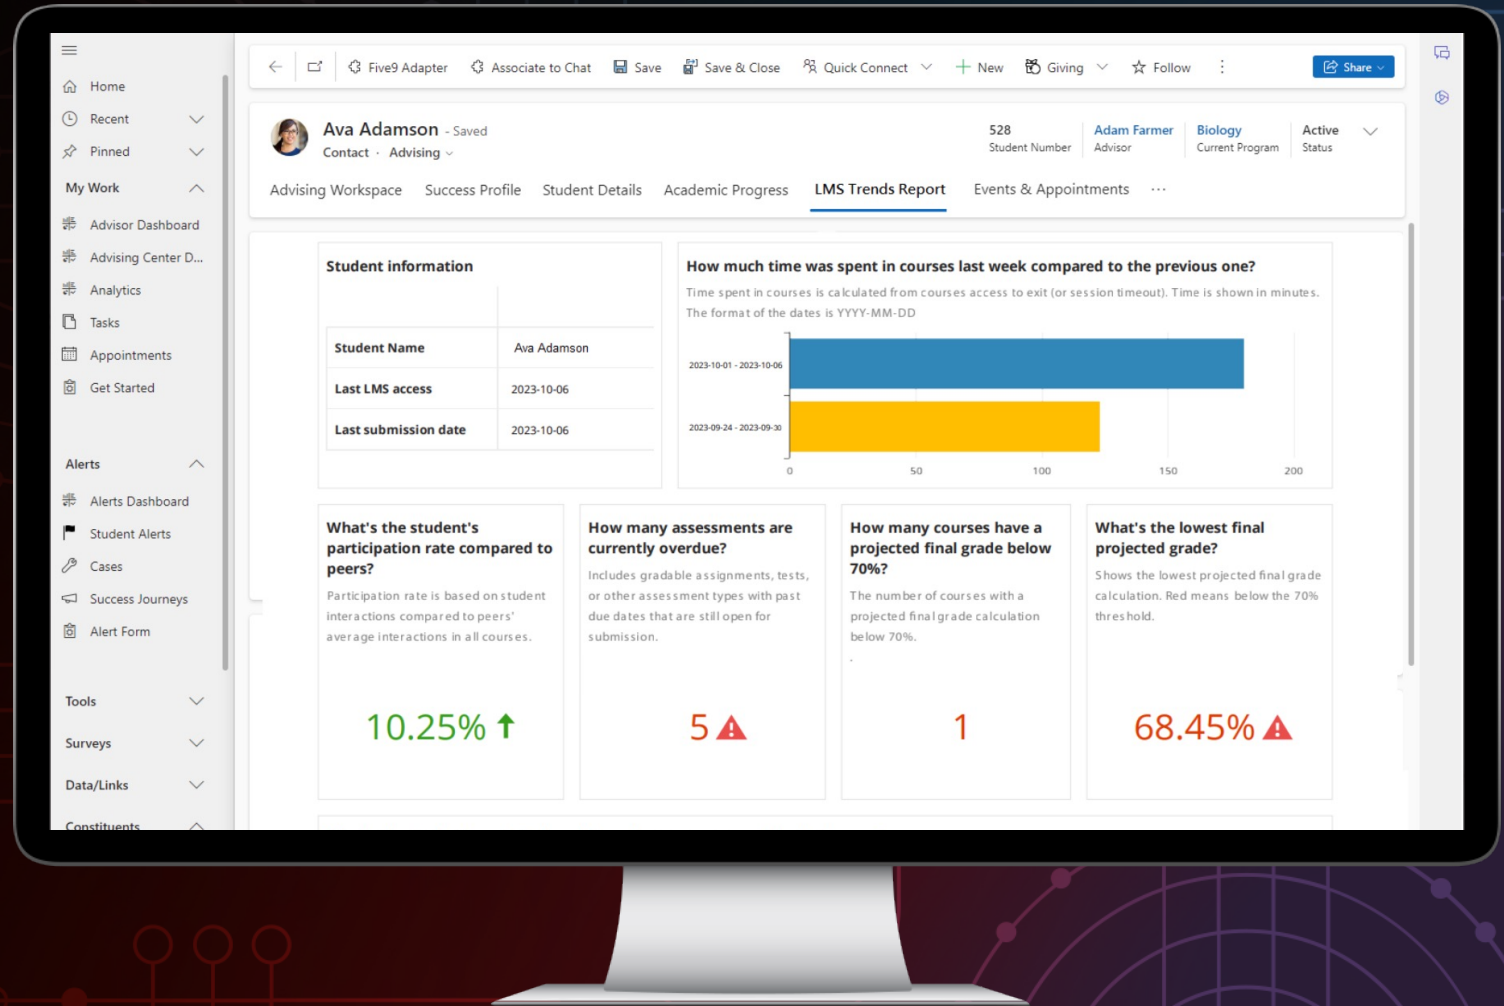 Home
Recent
Pinned
My Work
Advisor Dashboard
Advising Center D...
Analytics
Tasks
Appointments
Get Started
Alerts
Alerts Dashboard
Student Alerts
Cases
Success Journeys
Alert Form
Tools
Surveys
Data/Links
Constituents
Five9 Adapter
Associate to Chat
Save
Save & Close
Quick Connect
New
Giving
Follow
Share
Ava Adamson - Saved
Contact · Advising
528
Student Number
Adam Farmer
Advisor
Biology
Current Program
Active
Status
Advising Workspace
Success Profile
Student Details
Academic Progress
LMS Trends Report
Events & Appointments
...
Student information
Student Name
Ava Adamson
Last LMS access
2023-10-06
Last submission date
2023-10-06
How much time was spent in courses last week compared to the previous one?
Time spent in courses is calculated from courses access to exit (or session timeout). Time is shown in minutes.
The format of the dates is YYYY-MM-DD
2023-10-01 - 2023-10-06
2023-09-24 - 2023-09-30
0
50
100
150
200
What's the student's
participation rate compared to
peers?
Participation rate is based on student
interactions compared to peers'
average interactions in all courses.
10.25%
How many assessments are
currently overdue?
Includes gradable assignments, tests,
or other assessment types with past
due dates that are still open for
submission.
5
How many courses have a
projected final grade below
70%?
The number of courses with a
projected final grade calculation
below 70%.
.
1
What's the lowest final
projected grade?
Shows the lowest projected final grade
calculation. Red means below the 70%
threshold.
68.45%